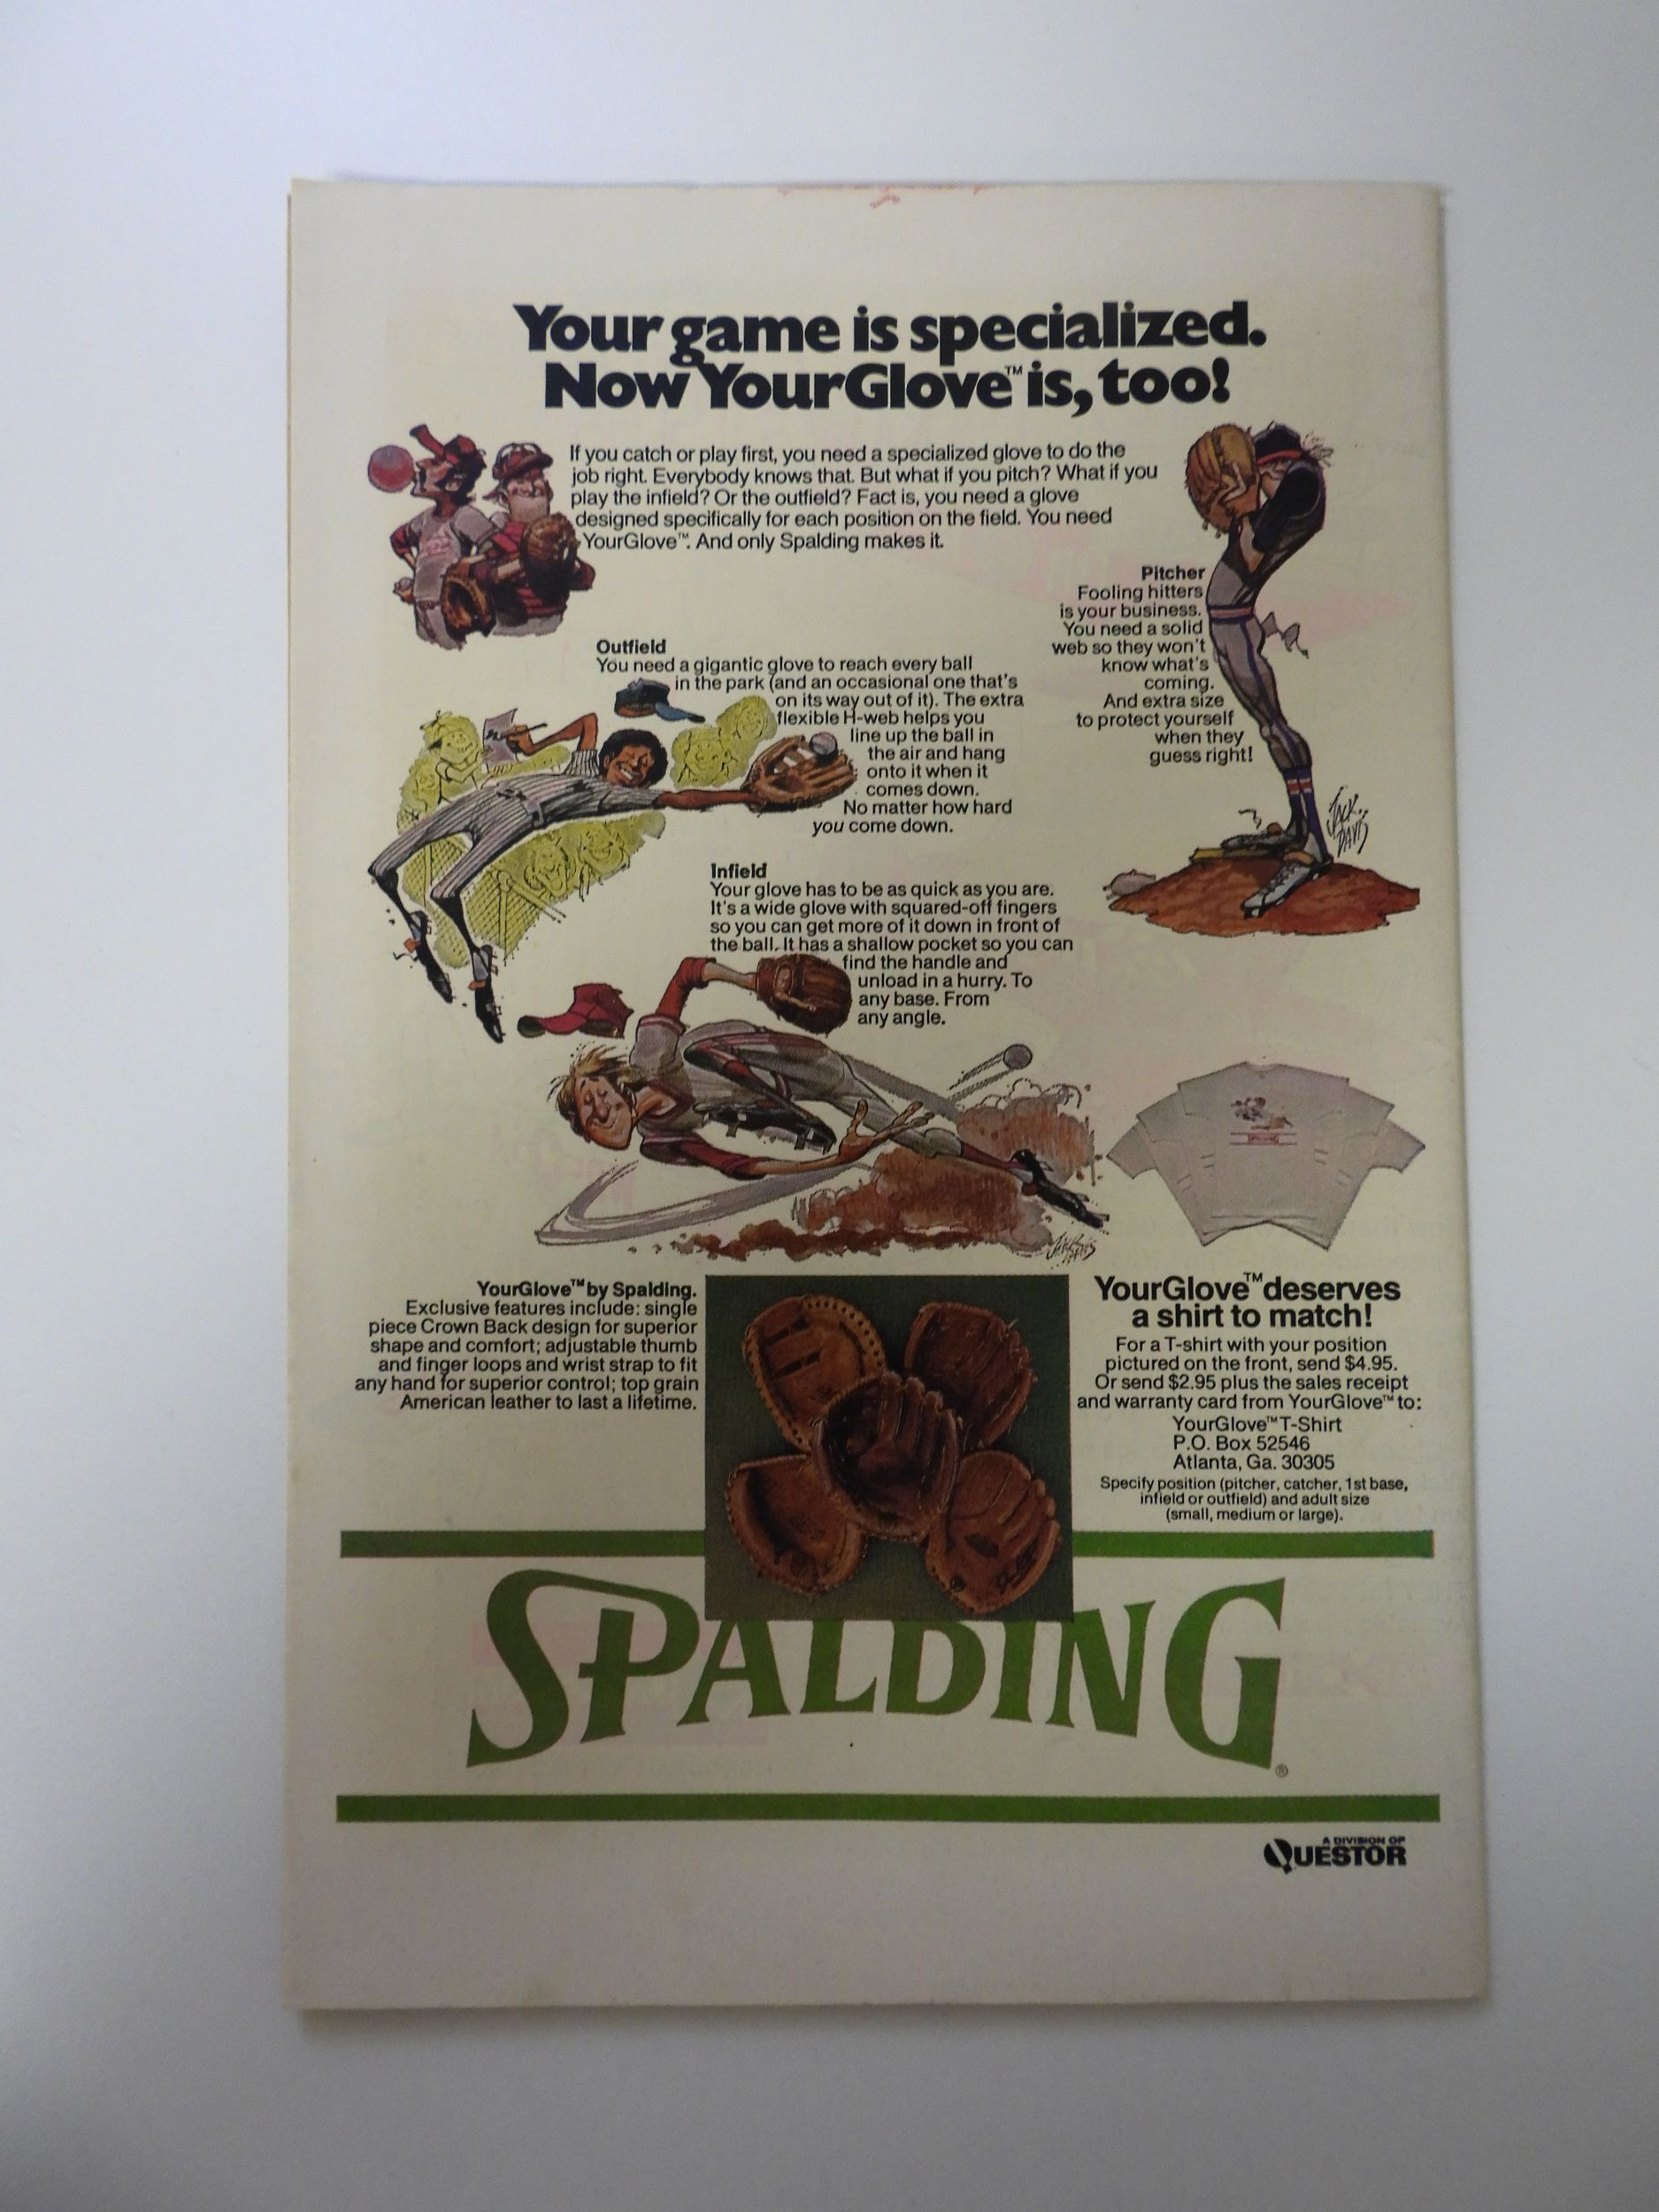 Your game is specialized.
Now YourGlove™ is, too!
If you catch or play first, you need a specialized glove to do the
job right. Everybody knows that. But what if you pitch? What if you
play the infield? Or the outfield? Fact is, you need a glove
designed specifically for each position on the field. You need
YourGlove™. And only Spalding makes it.
Pitcher
Fooling hitters
is your business.
You need a solid
web so they won't
know what's
coming.
And extra size
to protect yourself
when they
guess right!
JACK
DAVIS
Outfield
You need a gigantic glove to reach every ball
in the park (and an occasional one that's
on its way out of it). The extra
flexible H-web helps you
line up the ball in
the air and hang
onto it when it
comes down.
No matter how hard
you come down.
Infield
Your glove has to be as quick as you are.
It's a wide glove with squared-off fingers
so you can get more of it down in front of
the ball. It has a shallow pocket so you can
find the handle and
unload in a hurry. To
any base. From
any angle.
SPALDING
JACK DAVIS
YourGlove™ by Spalding.
Exclusive features include: single
piece Crown Back design for superior
shape and comfort; adjustable thumb
and finger loops and wrist strap to fit
any hand for superior control; top grain
American leather to last a lifetime.
YourGlove™ deserves
a shirt to match!
For a T-shirt with your position
pictured on the front, send $4.95.
Or send $2.95 plus the sales receipt
and warranty card from YourGlove™ to:
YourGlove™ T-Shirt
P.O. Box 52546
Atlanta, Ga. 30305
Specify position (pitcher, catcher, 1st base,
infield or outfield) and adult size
(small, medium or large).
SPALDING®
A DIVISION OF
QUESTOR